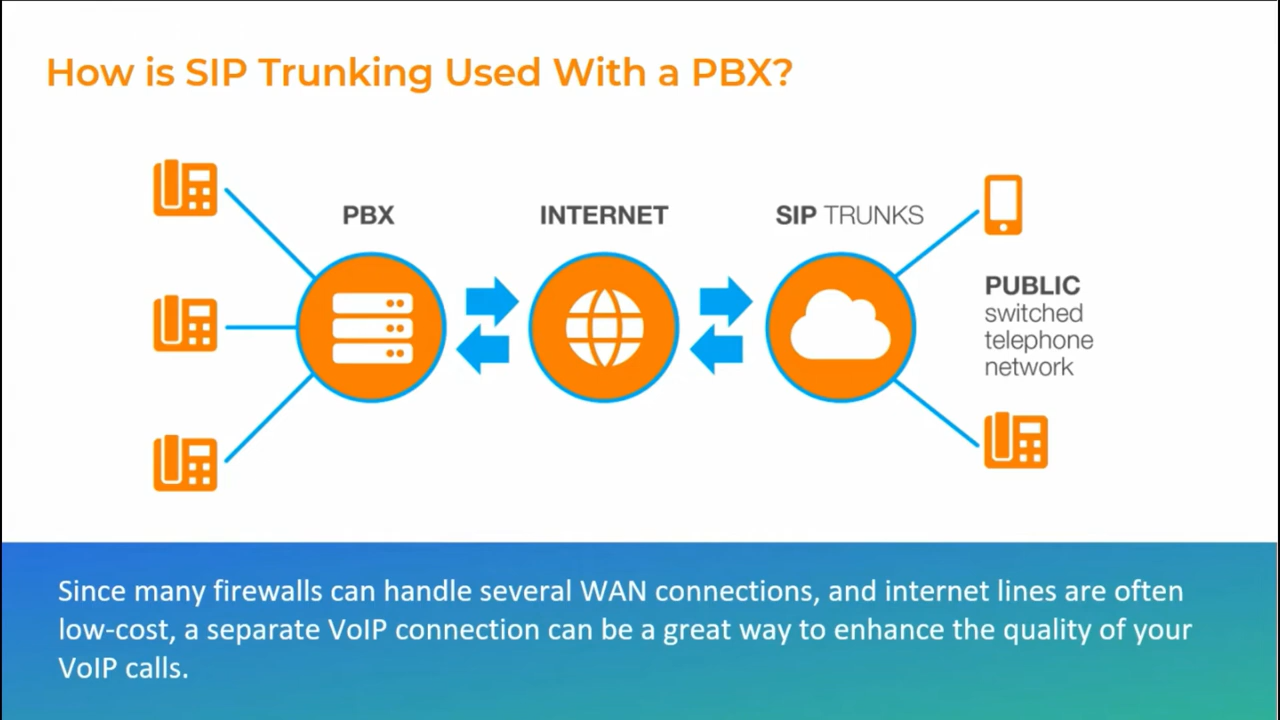 How is SIP Trunking Used With a PBX?
PBX
INTERNET
SIP TRUNKS
PUBLIC
switched
telephone
network
Since many firewalls can handle several WAN connections, and internet lines are often
low-cost, a separate VoIP connection can be a great way to enhance the quality of your
VoIP calls.